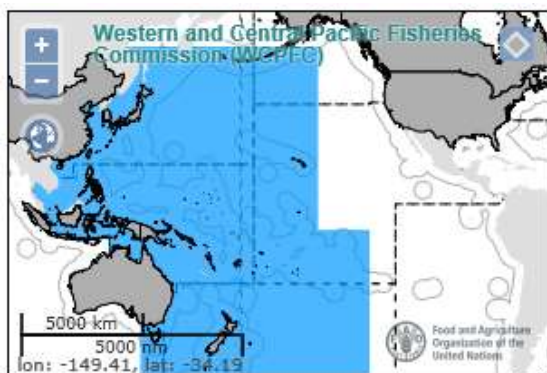 Western and Central Pacific Fisheries
Commission (WCPFC)
+
−
5000 km
5000 nm
lon: -149.41, lat: -34.19
FAO
Food and Agriculture
Organization of the
United Nations